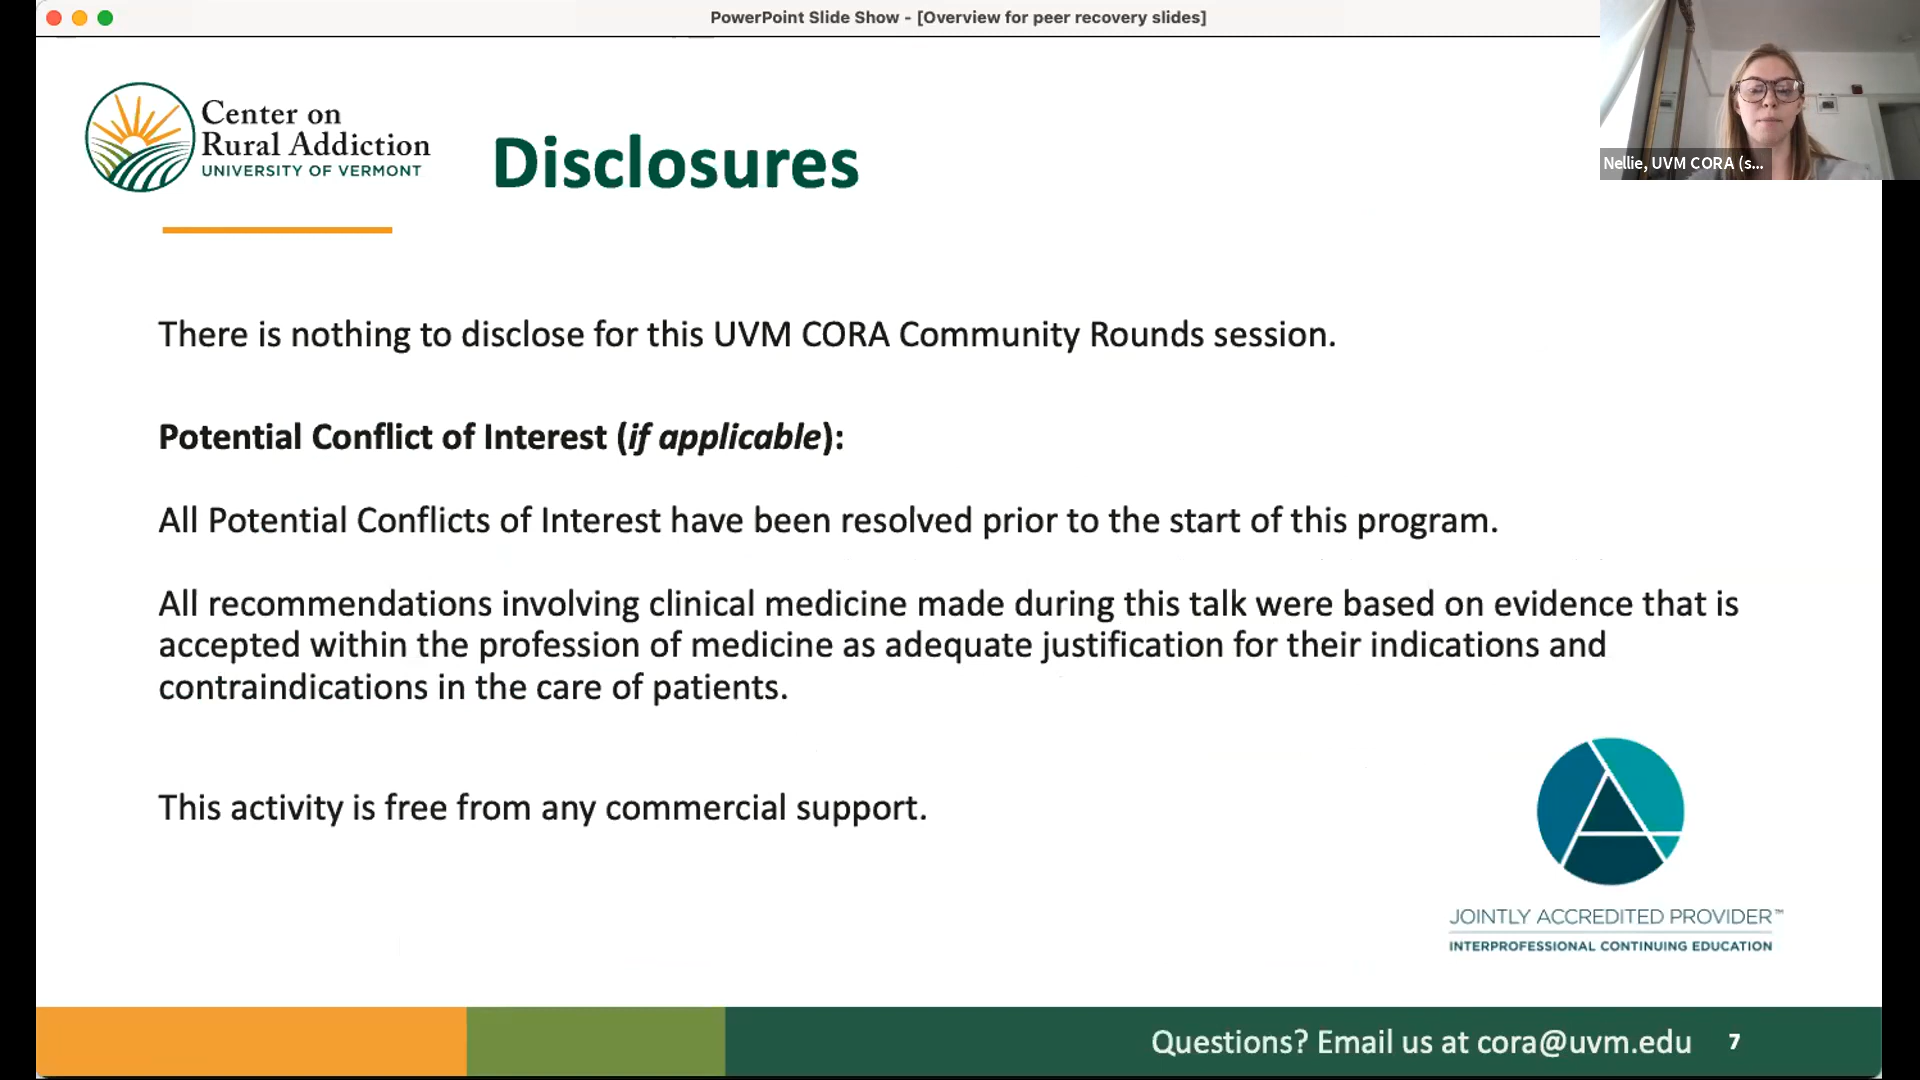 PowerPoint Slide Show - [Overview for peer recovery slides]
Center on
Rural Addiction
UNIVERSITY OF VERMONT
Disclosures
Nellie, UVM CORA (s...
There is nothing to disclose for this UVM CORA Community Rounds session.
Potential Conflict of Interest (if applicable):
All Potential Conflicts of Interest have been resolved prior to the start of this program.
All recommendations involving clinical medicine made during this talk were based on evidence that is
accepted within the profession of medicine as adequate justification for their indications and
contraindications in the care of patients.
This activity is free from any commercial support.
JOINTLY ACCREDITED PROVIDER™
INTERPROFESSIONAL CONTINUING EDUCATION
Questions? Email us at cora@uvm.edu 7